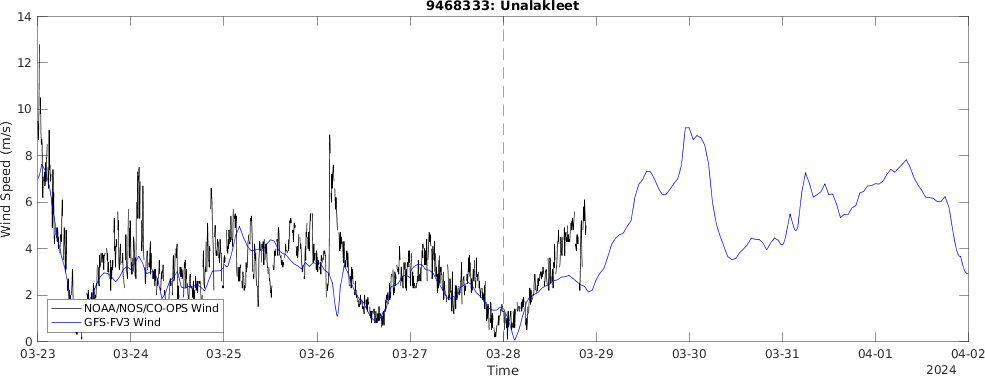 9468333: Unalakleet
Wind Speed (m/s)
14
12
10
8
6
4
2
0
NOAA/NOS/CO-OPS Wind
GFS-FV3 Wind
03-23 03-24 03-25 03-26 03-27 03-28 03-29 03-30 03-31 04-01 04-02
Time
2024